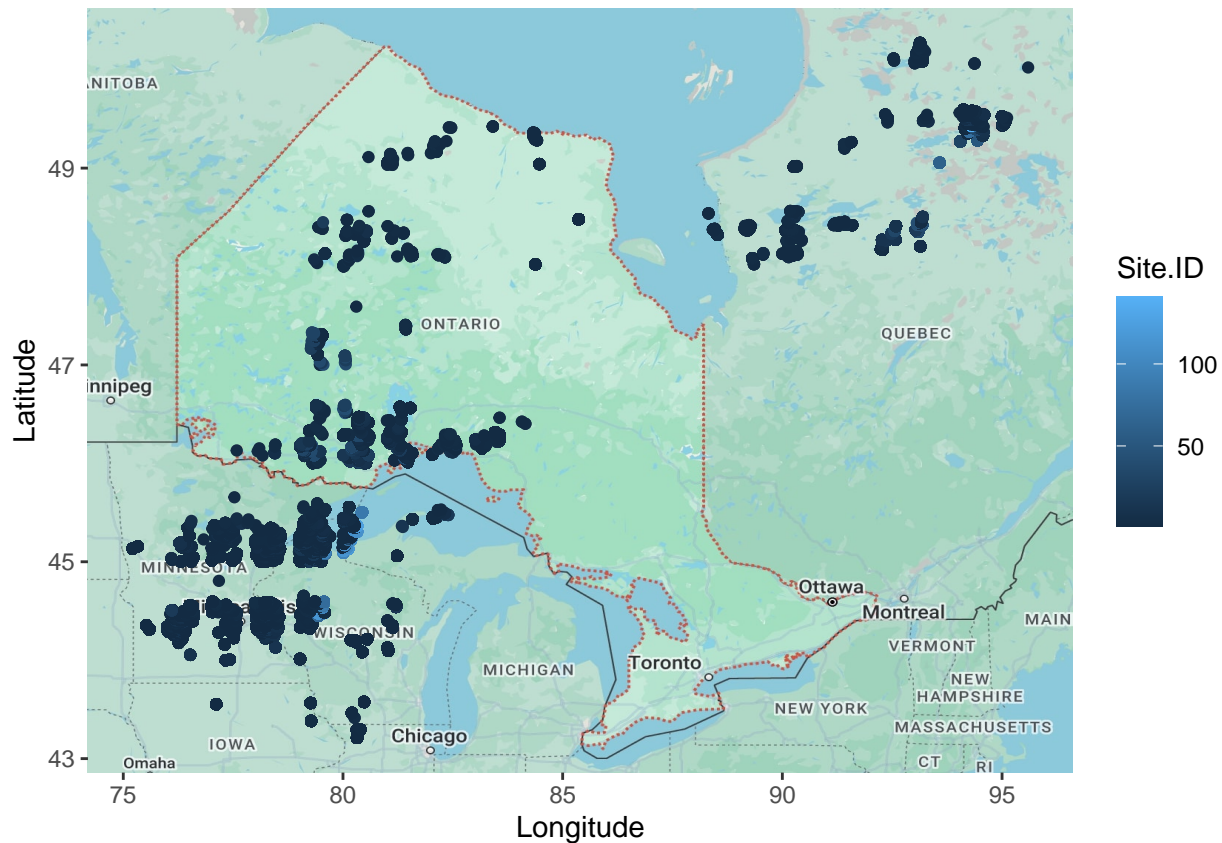 ANITOBA
49
Site.ID
ONTARIO
QUEBEC
47
100
innipeg
50
Latitude
45
MINNESOTA
Ottawa
Montreal
WISCONSIN
MAIN
VERMONT
Toronto
MICHIGAN
NEW
HAMPSHIRE
NEW YORK
MASSACHUSETTS
Chicago
IOWA
CT
RI
Omaha
43
75
80
85
90
95
Longitude